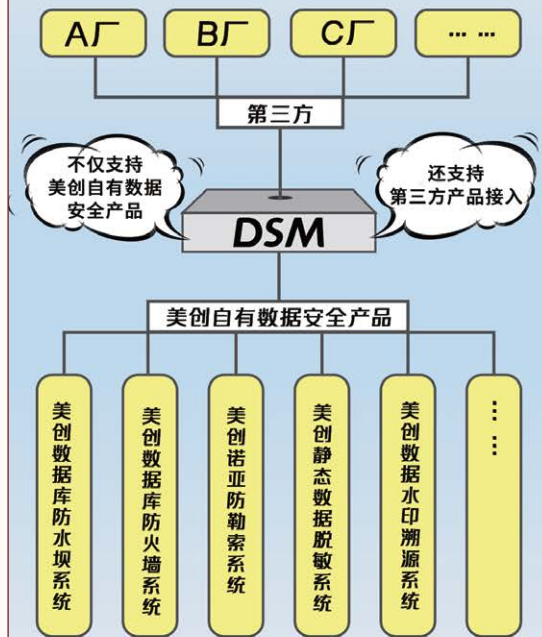 A厂
B厂
C厂
... ...
第三方
不仅支持
美创自有数据
安全产品
还支持
第三方产品接入
DSM
美创自有数据安全产品
美创数据库防水坝系统
美创数据库防火墙系统
美创诺亚防勒索系统
美创静态数据脱敏系统
美创数据水印溯源系统
... ...